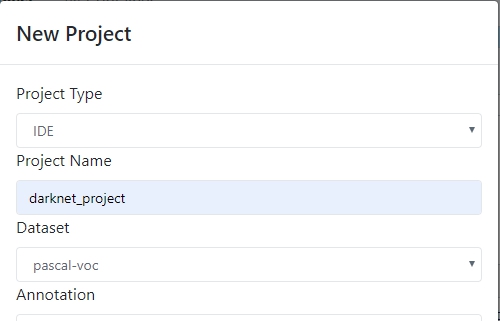 New Project
Project Type
IDE
Project Name
darknet_project
Dataset
pascal-voc
Annotation